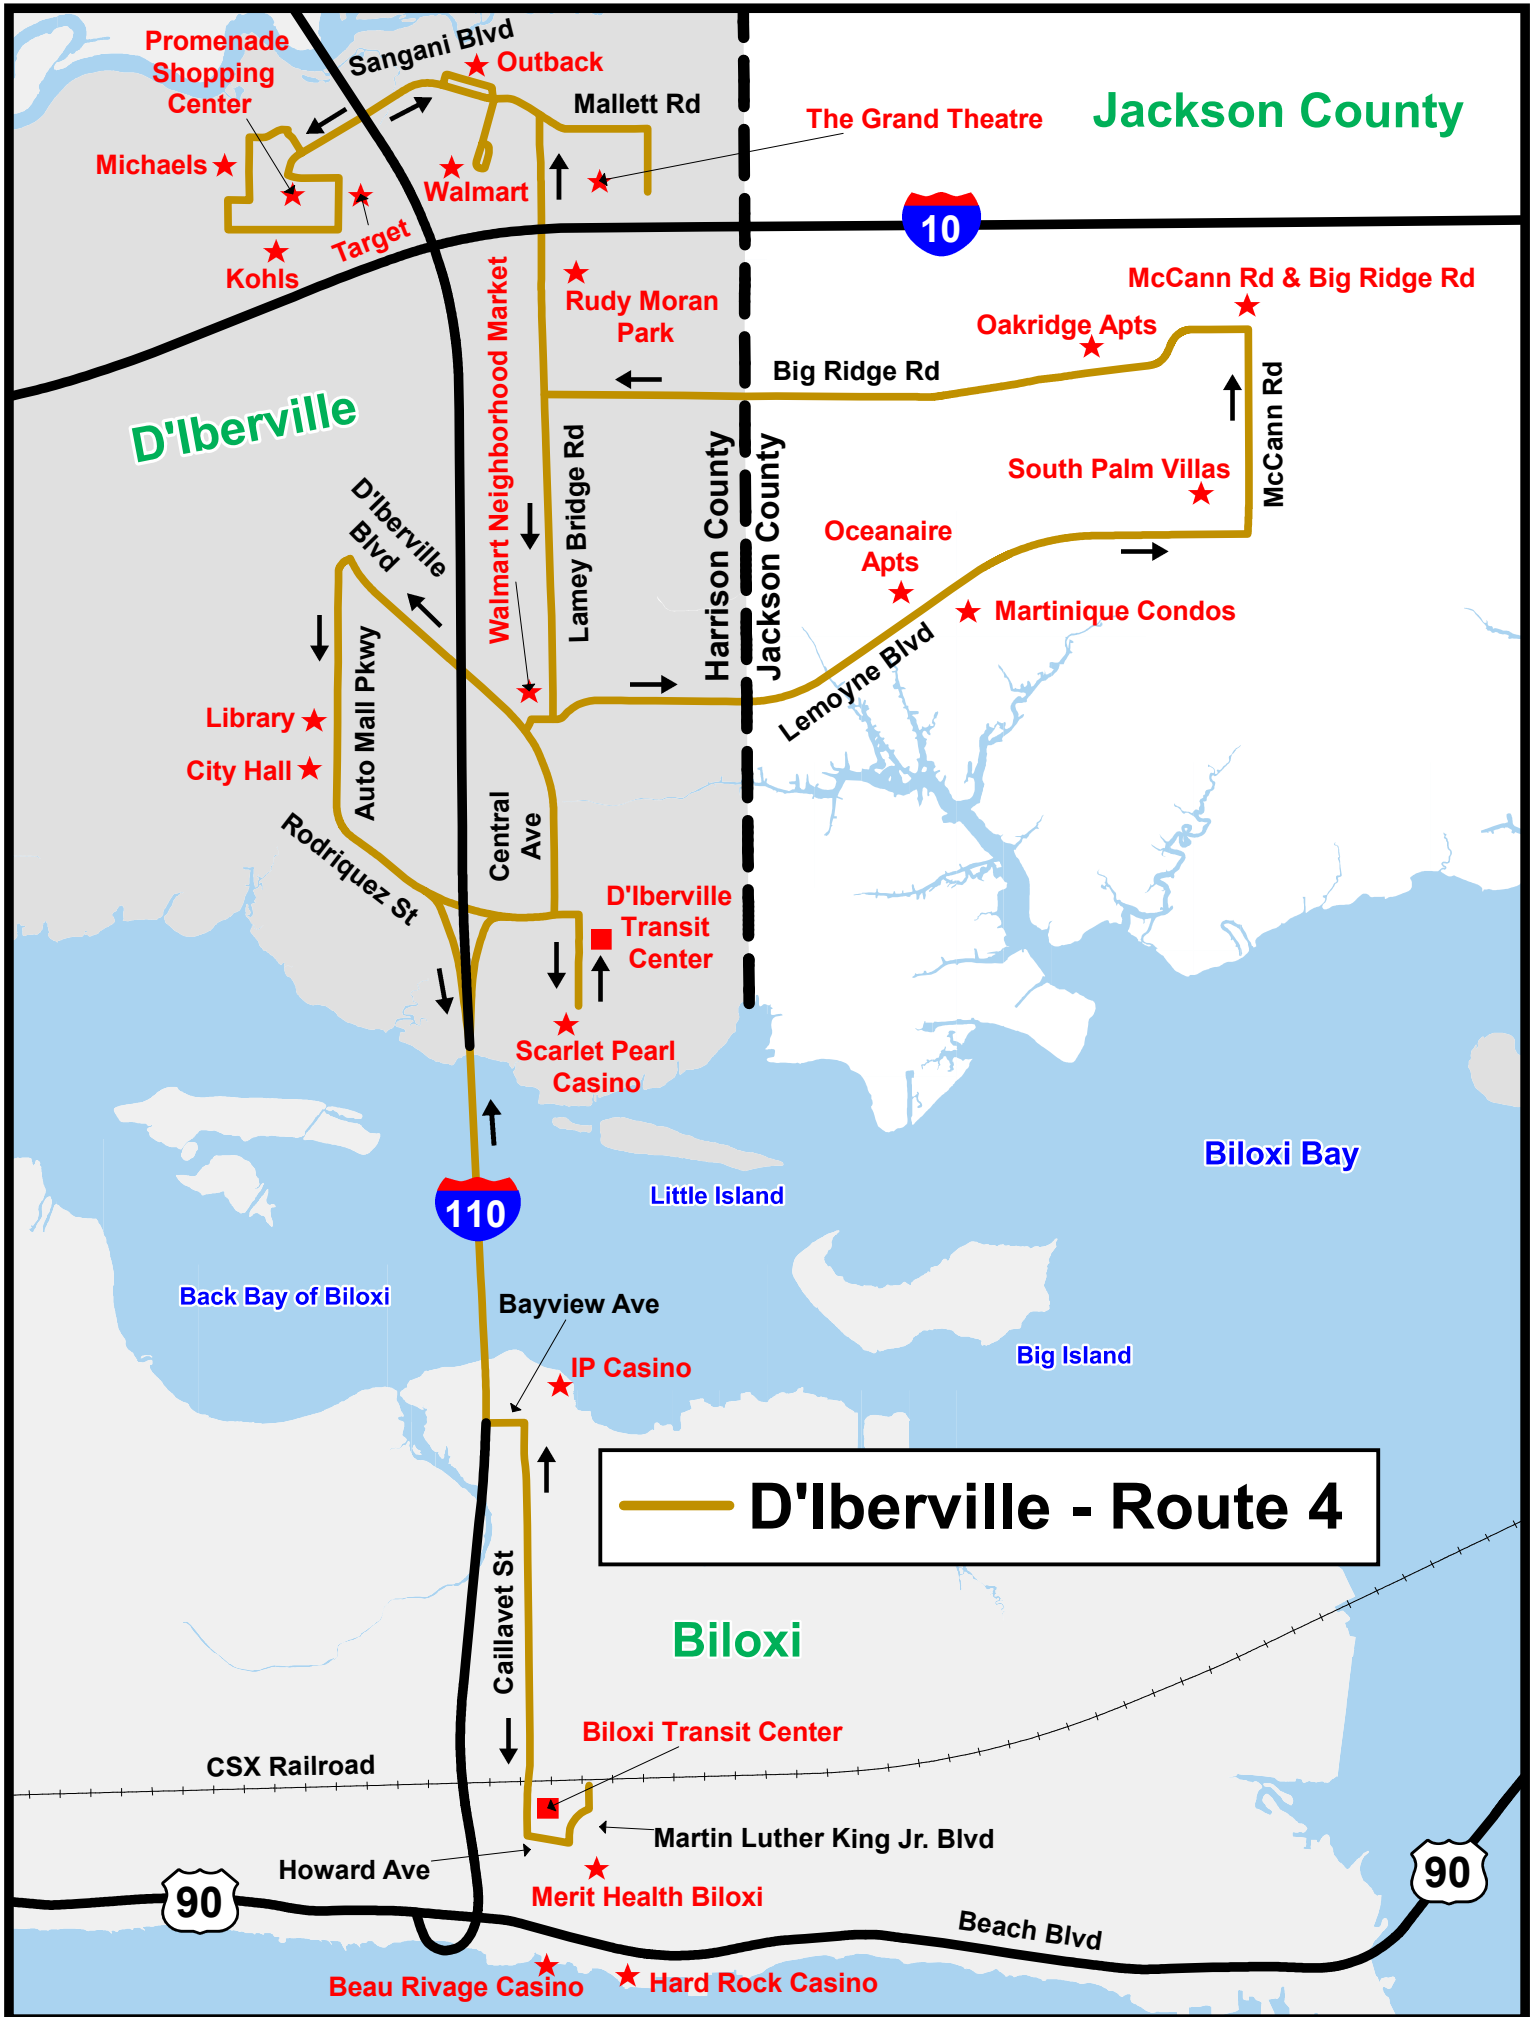 Promenade
Shopping
Center
Sangani Blvd
Outback
Mallett Rd
The Grand Theatre
Jackson County
Michaels
Walmart
Target
Kohls
10
Rudy Moran
Park
Walmart Neighborhood Market
McCann Rd & Big Ridge Rd
Oakridge Apts
Big Ridge Rd
McCann Rd
D'Iberville
D'Iberville
Blvd
Lamey Bridge Rd
Harrison County
Jackson County
South Palm Villas
Oceanaire
Apts
Martinique Condos
Lemoyne Blvd
Library
City Hall
Auto Mall Pkwy
Rodriquez St
Central
Ave
D'Iberville
Transit
Center
Scarlet Pearl
Casino
Biloxi Bay
Little Island
110
Back Bay of Biloxi
Bayview Ave
IP Casino
Big Island
D'Iberville - Route 4
Caillavet St
Biloxi
Biloxi Transit Center
CSX Railroad
Martin Luther King Jr. Blvd
Howard Ave
Merit Health Biloxi
90
90
Beach Blvd
Beau Rivage Casino
Hard Rock Casino